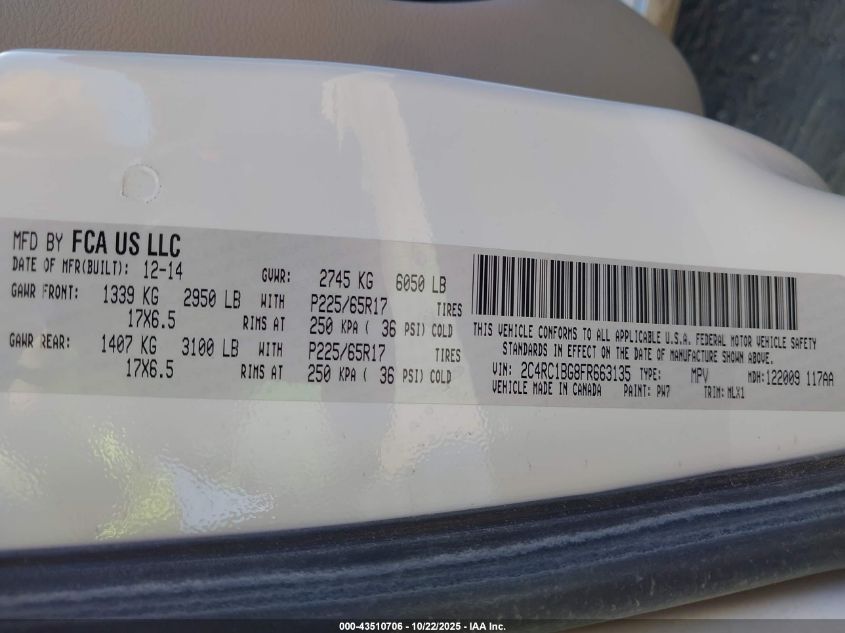 MFD BY FCA US LLC
DATE OF MFR(BUILT): 12-14 GVWR: 2745 KG 6050 LB
GAWR FRONT: 1339 KG 2950 LB WITH P225/65R17 TIRES
17X6.5 RIMS AT 250 KPA ( 36 PSI) COLD
GAWR REAR: 1407 KG 3100 LB WITH P225/65R17 TIRES
17X6.5 RIMS AT 250 KPA ( 36 PSI) COLD
THIS VEHICLE CONFORMS TO ALL APPLICABLE U.S.A. FEDERAL MOTOR VEHICLE SAFETY
STANDARDS IN EFFECT ON THE DATE OF MANUFACTURE SHOWN ABOVE.
VIN: 2C4RC1BG8FR663135 TYPE: MPV MDH:122009 117AA
VEHICLE MADE IN CANADA PAINT: PW7 TRIM: MLX1
000-43510706 - 10/22/2025 - IAA Inc.